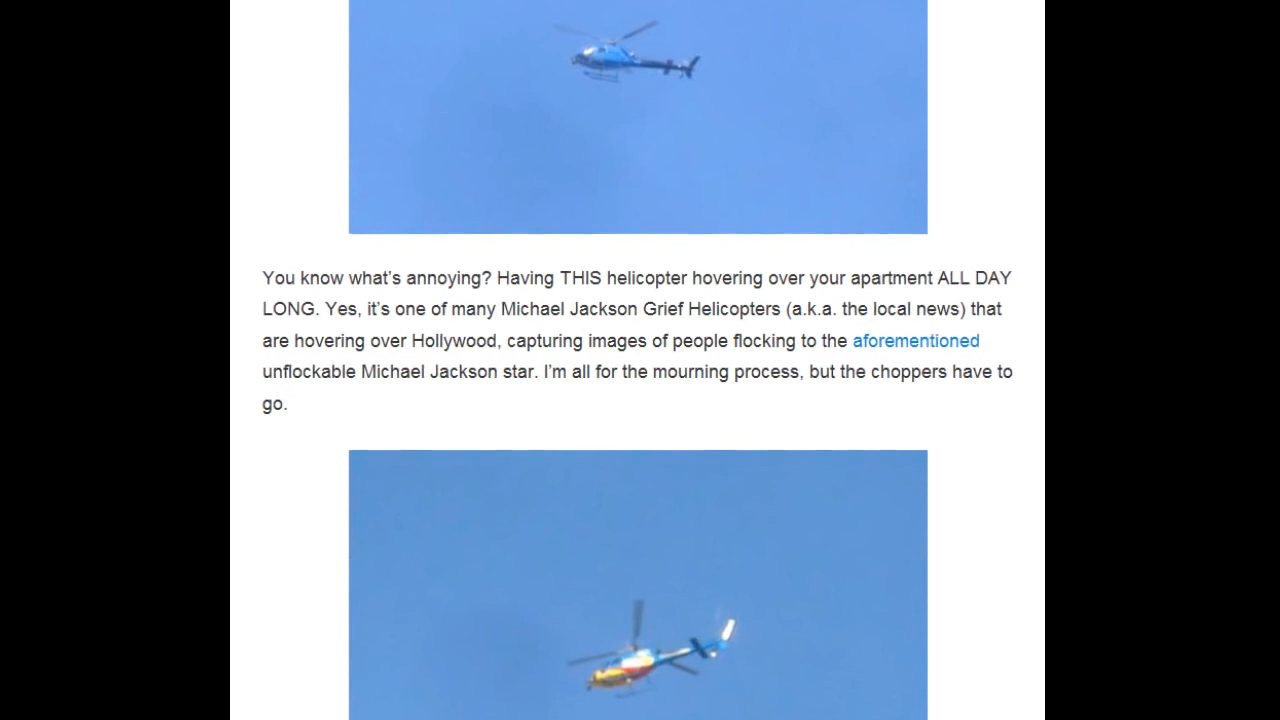 You know what’s annoying? Having THIS helicopter hovering over your apartment ALL DAY
LONG. Yes, it’s one of many Michael Jackson Grief Helicopters (a.k.a. the local news) that
are hovering over Hollywood, capturing images of people flocking to the aforementioned
unflockable Michael Jackson star. I’m all for the mourning process, but the choppers have to
go.